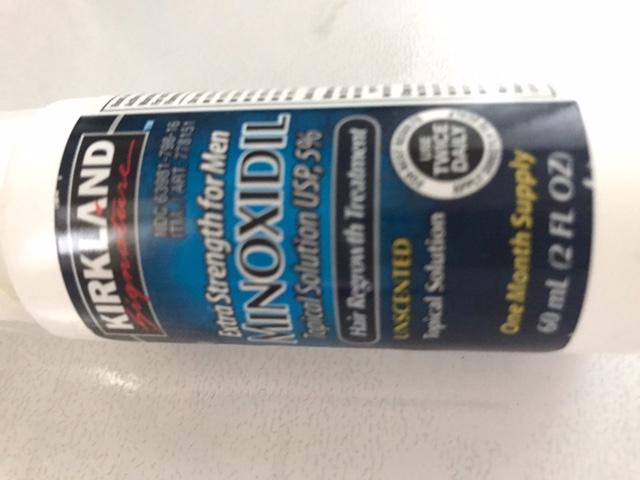 KIRKLAND
Signature
Extra Strength for Men
MINOXIDIL
Topical Solution USP, 5%
Hair Regrowth Treatment
UNSCENTED
Topical Solution
USE
TWICE
DAILY
One Month Supply
60 mL (2 FL OZ)